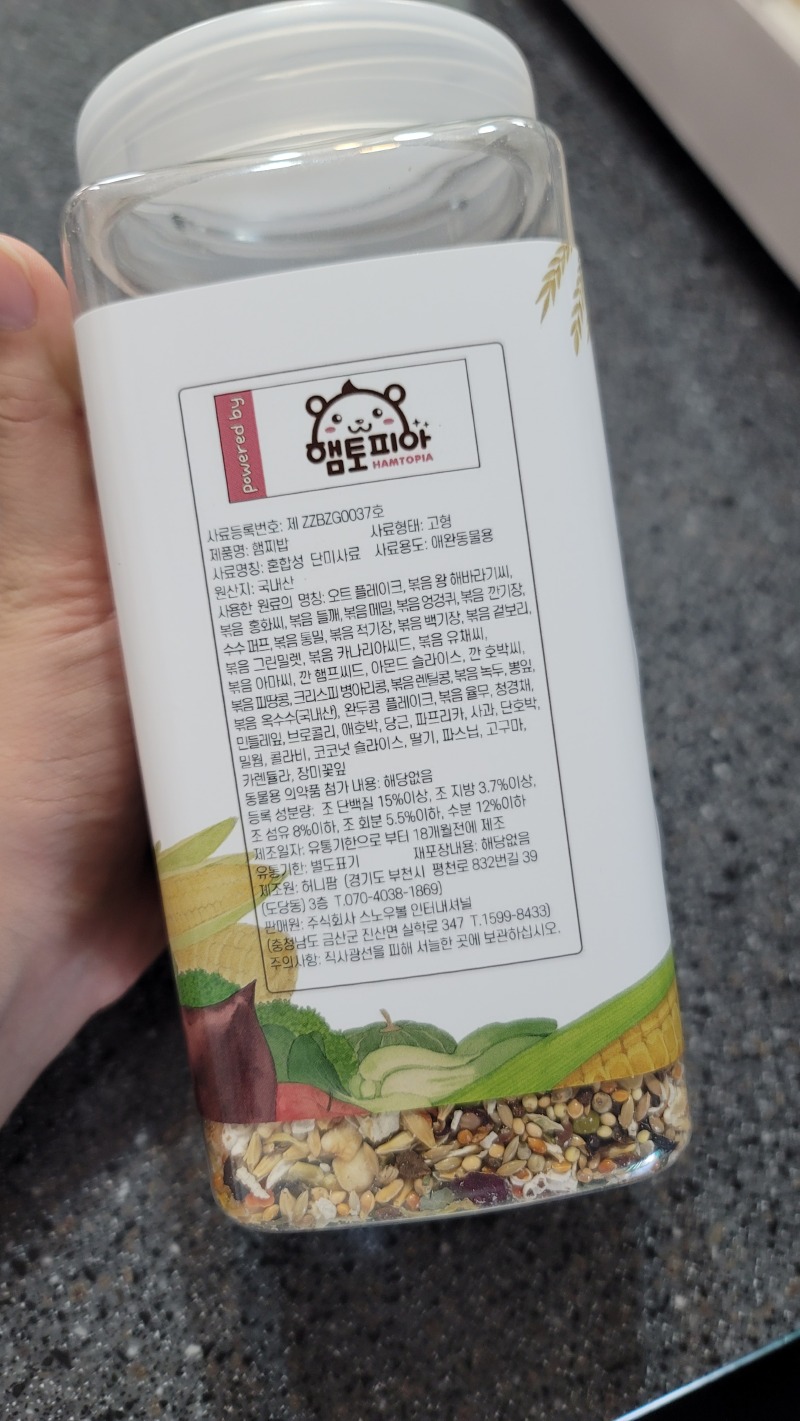 powered by
햄토피아
HAMTOPIA
사료등록번호: 제 ZZBZG0037호
제품명: 햄찌밥 사료형태: 고형
사료명칭: 혼합성 단미사료 사료용도: 애완동물용
원산지: 국내산
사용한 원료의 명칭: 오트 플레이크, 볶음 왕 해바라기씨,
볶음 홍화씨, 볶음 들깨, 볶음 메밀, 볶음 엉겅퀴, 볶음 깐기장,
수수 퍼프, 볶음 통밀, 볶음 적기장, 볶음 백기장, 볶음 겉보리,
볶음 그린밀렛, 볶음 카나리아씨드, 볶음 유채씨,
볶음 아마씨, 깐 햄프씨드, 아몬드 슬라이스, 깐 호박씨,
볶음 피땅콩, 크리스피 병아리콩, 볶음 렌틸콩, 볶음 녹두, 뽕잎,
볶음 옥수수(국내산), 완두콩 플레이크, 볶음 율무, 청경채,
민들레잎, 브로콜리, 애호박, 당근, 파프리카, 사과, 단호박,
밀웜, 콜라비, 코코넛 슬라이스, 딸기, 파스닙, 고구마,
카렌듈라, 장미꽃잎
동물용 의약품 첨가 내용: 해당없음
등록 성분량: 조 단백질 15%이상, 조 지방 3.7%이상,
조 섬유 8%이하, 조 회분 5.5%이하, 수분 12%이하
제조일자: 유통기한으로 부터 18개월전에 제조
유통기한: 별도표기 재포장내용: 해당없음
제조원: 허니팜 (경기도 부천시 평천로 832번길 39
(도당동) 3층 T.070-4038-1869)
판매원: 주식회사 스노우볼 인터내셔널
(충청남도 금산군 진산면 실학로 347 T.1599-8433)
주의사항: 직사광선을 피해 서늘한 곳에 보관하십시오.